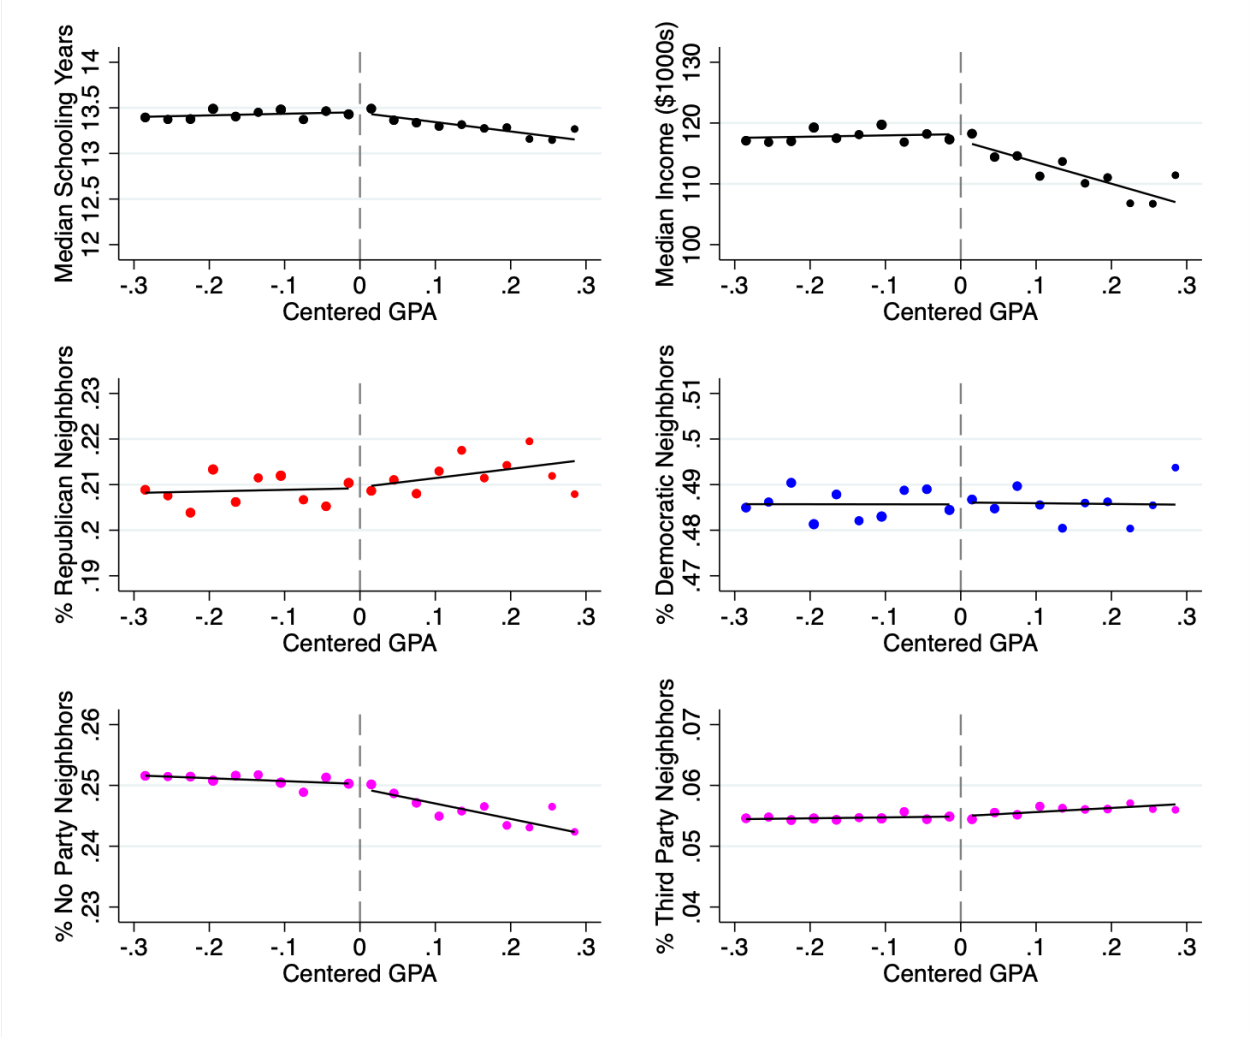 Median Schooling Years
12 12.5 13 13.5 14
-.3 -.2 -.1 0 .1 .2 .3
Centered GPA
Median Income ($1000s)
100 110 120 130
-.3 -.2 -.1 0 .1 .2 .3
Centered GPA
% Republican Neighbhors
.19 .2 .21 .22 .23
-.3 -.2 -.1 0 .1 .2 .3
Centered GPA
% Democratic Neighbhors
.47 .48 .49 .5 .51
-.3 -.2 -.1 0 .1 .2 .3
Centered GPA
% No Party Neighbhors
.23 .24 .25 .26
-.3 -.2 -.1 0 .1 .2 .3
Centered GPA
% Third Party Neighbhors
.04 .05 .06 .07
-.3 -.2 -.1 0 .1 .2 .3
Centered GPA